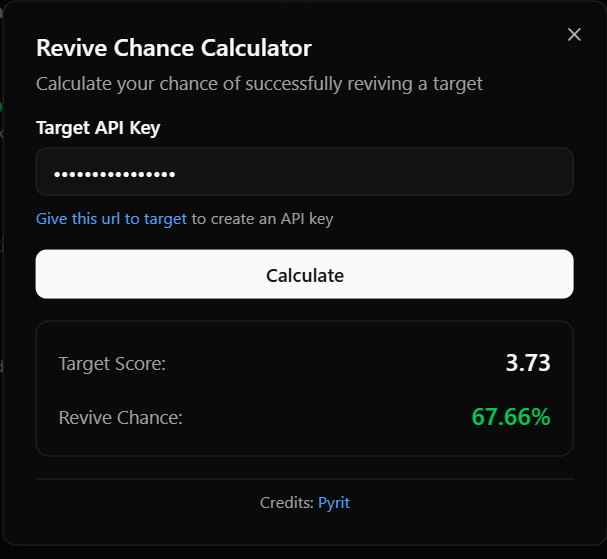 Revive Chance Calculator
Calculate your chance of successfully reviving a target
Target API Key
••••••••••••••••
Give this url to target to create an API key
Calculate
Target Score: 3.73
Revive Chance: 67.66%
Credits: Pyrit